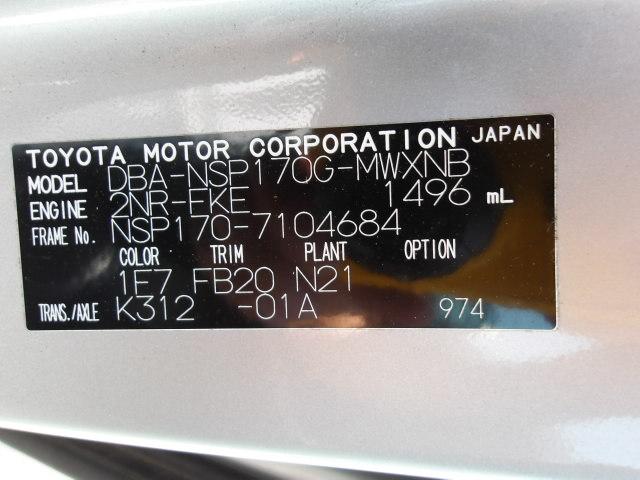 TOYOTA MOTOR CORPORATION JAPAN
MODEL DBA-NSP170G-MWXNB
ENGINE 2NR-FKE 1496 mL
FRAME No. NSP170-7104684
COLOR TRIM PLANT OPTION
1F7 FB20 N21
TRANS./AXLE K312 -01A 974